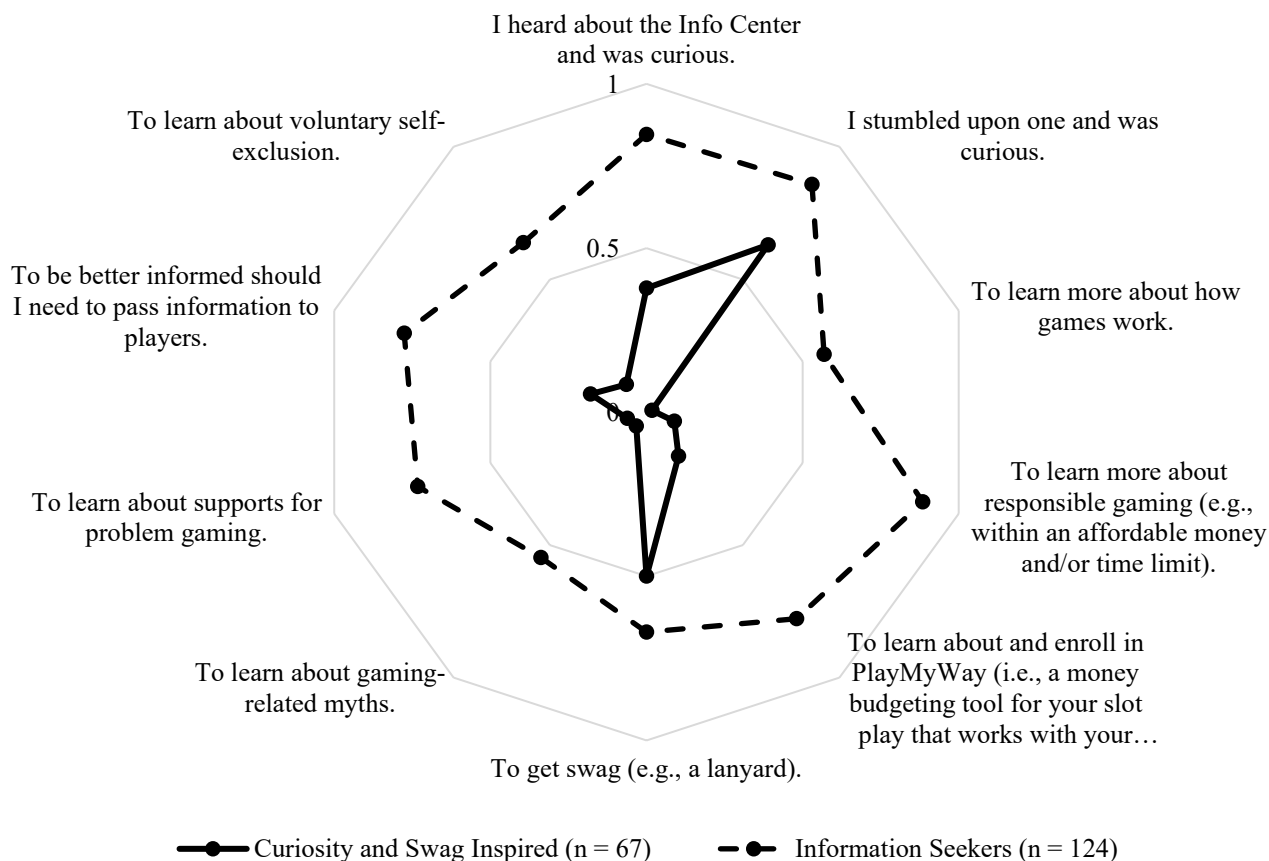 I heard about the Info Center
and was curious.
1
I stumbled upon one and was
curious.
To learn about voluntary self-
exclusion.
0.5
To learn more about how
games work.
To be better informed should
I need to pass information to
players.
0
To learn more about
responsible gaming (e.g.,
within an affordable money
and/or time limit).
To learn about supports for
problem gaming.
To learn about and enroll in
PlayMyWay (i.e., a money
budgeting tool for your slot
play that works with your…
To learn about gaming-
related myths.
To get swag (e.g., a lanyard).
Curiosity and Swag Inspired (n = 67)
Information Seekers (n = 124)